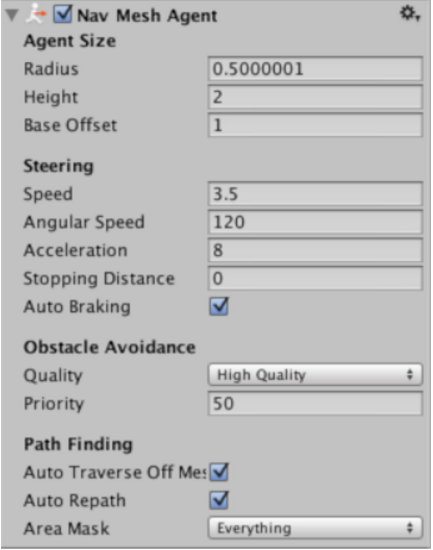 Nav Mesh Agent
Agent Size
Radius 0.5000001
Height 2
Base Offset 1
Steering
Speed 3.5
Angular Speed 120
Acceleration 8
Stopping Distance 0
Auto Braking
Obstacle Avoidance
Quality High Quality
Priority 50
Path Finding
Auto Traverse Off Mes
Auto Repath
Area Mask Everything